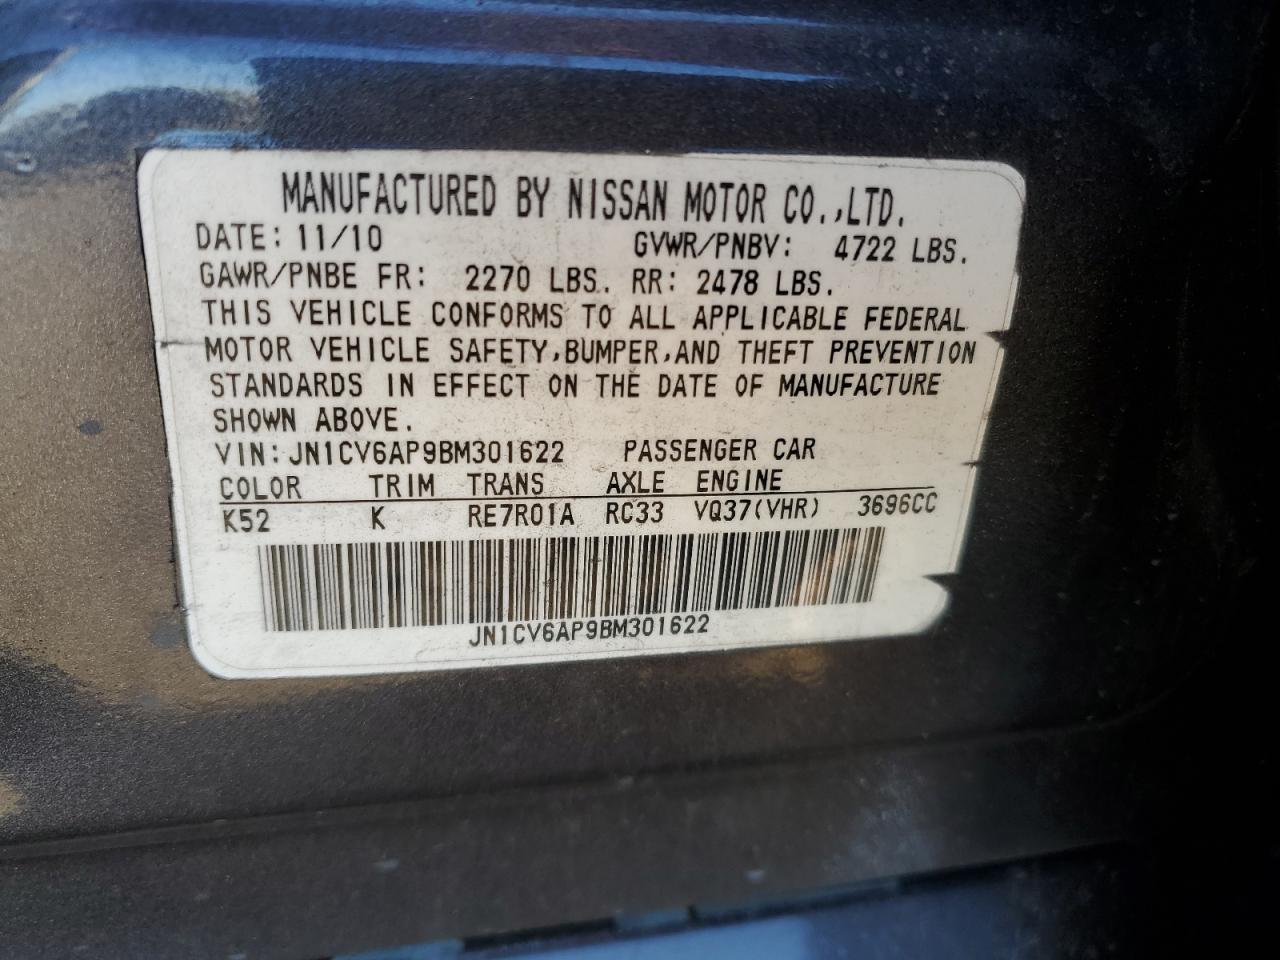 MANUFACTURED BY NISSAN MOTOR CO.,LTD.
DATE: 11/10 GVWR/PNBV: 4722 LBS.
GAWR/PNBE FR: 2270 LBS. RR: 2478 LBS.
THIS VEHICLE CONFORMS TO ALL APPLICABLE FEDERAL
MOTOR VEHICLE SAFETY,BUMPER,AND THEFT PREVENTION
STANDARDS IN EFFECT ON THE DATE OF MANUFACTURE
SHOWN ABOVE.
VIN:JN1CV6AP9BM301622 PASSENGER CAR
COLOR TRIM TRANS AXLE ENGINE
K52 K RE7R01A RC33 VQ37(VHR) 3696CC
JN1CV6AP9BM301622